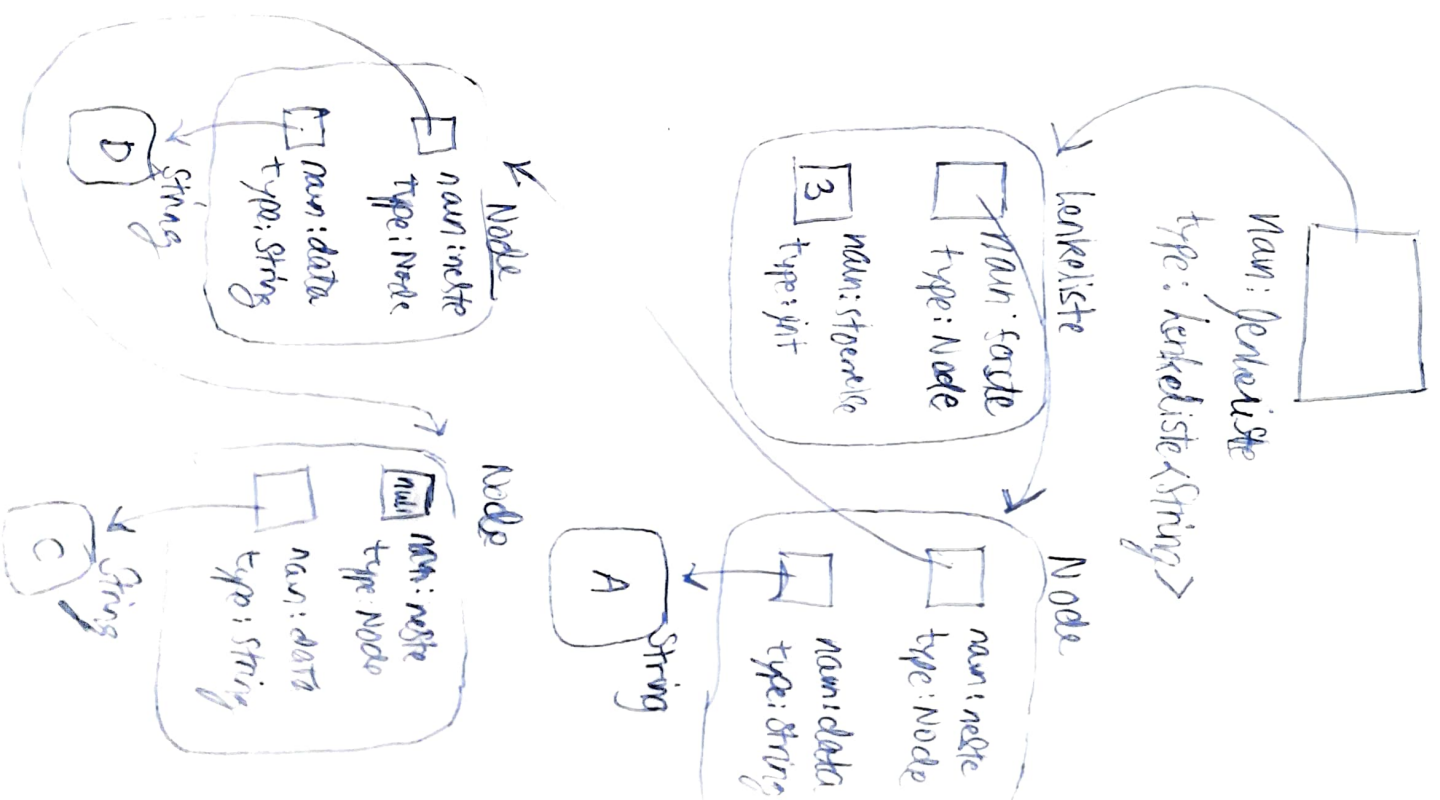 navn: lenkeliste
type: Lenkeliste<String>
Lenkeliste
navn: første
type: Node
3
navn: stoerrelse
type: int
Node
navn: neste
type: Node
navn: data
type: String
String
A
Node
navn: neste
type: Node
navn: data
type: String
String
D
Node
null
navn: neste
type: Node
navn: data
type: String
String
C